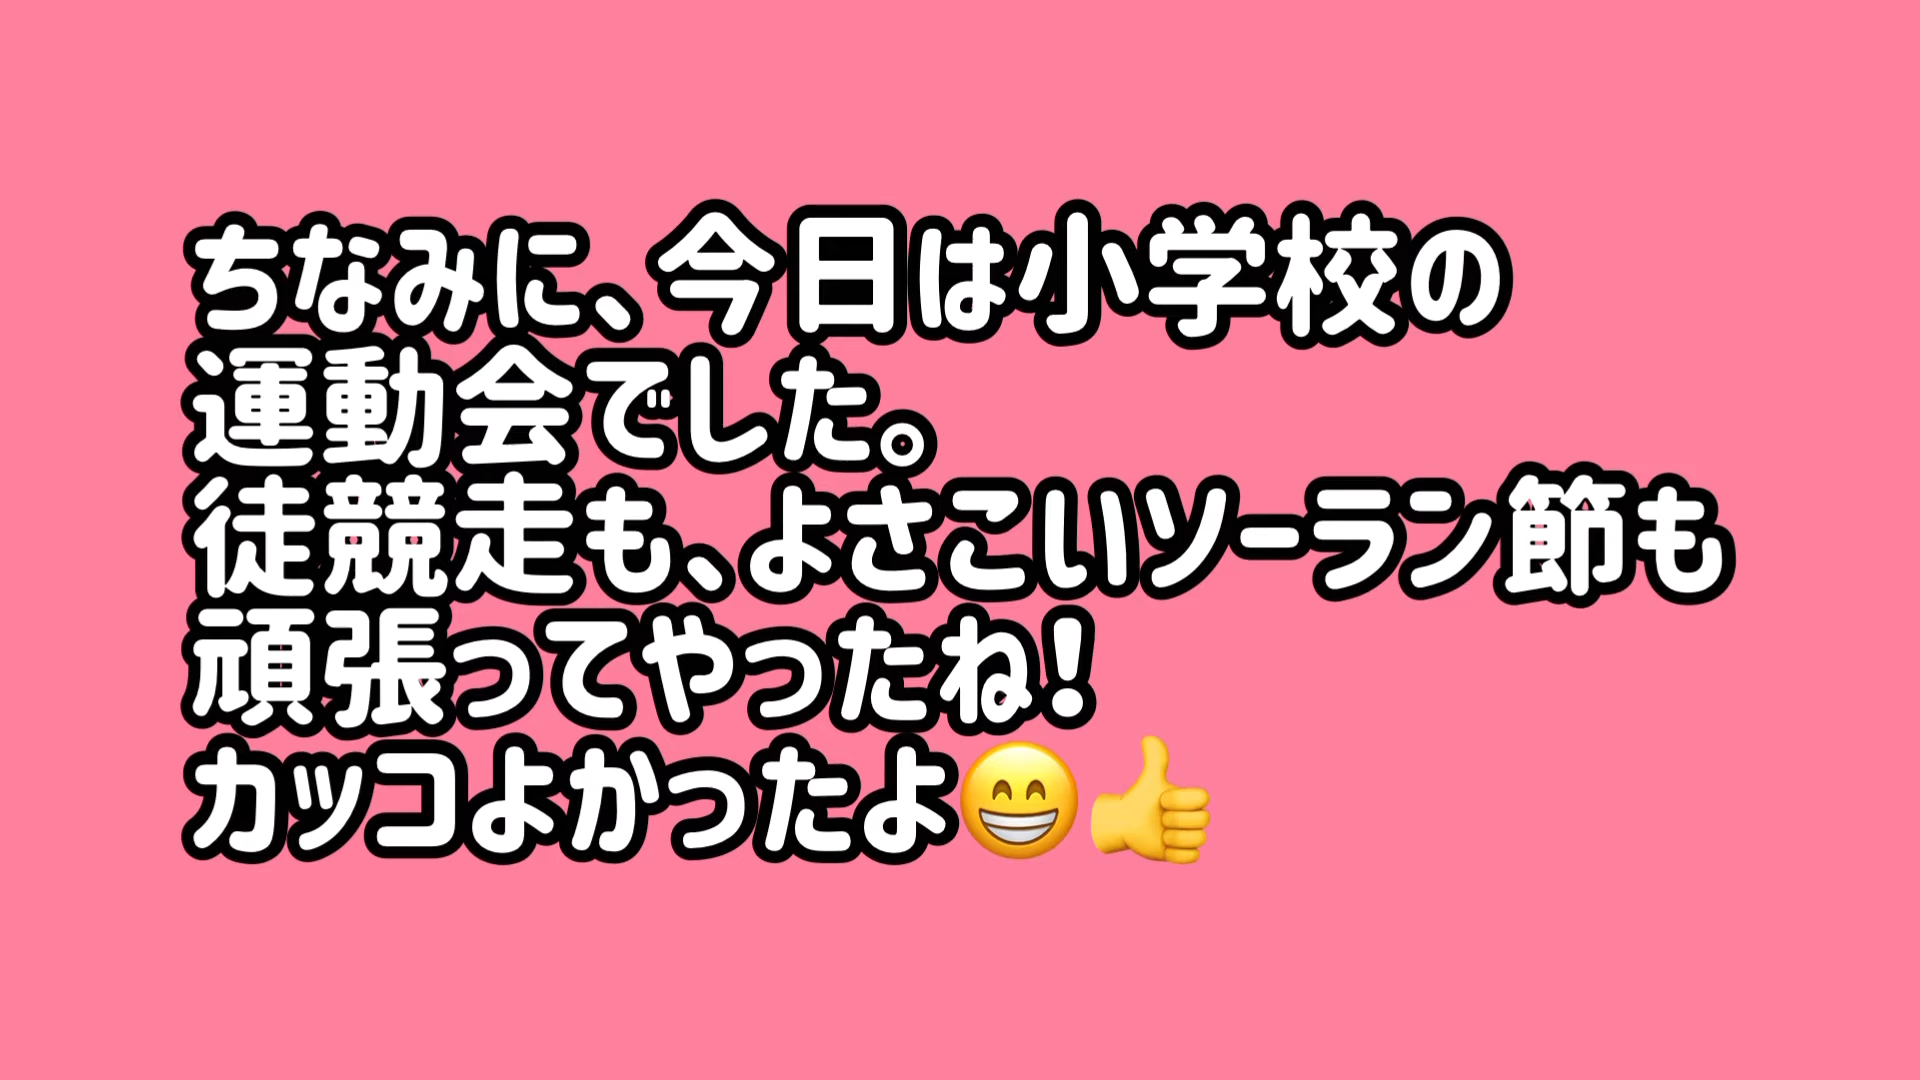 ちなみに、今日は小学校の
運動会でした。
徒競走も、よさこいソーラン節も
頑張ってやったね！
カッコよかったよ😁👍